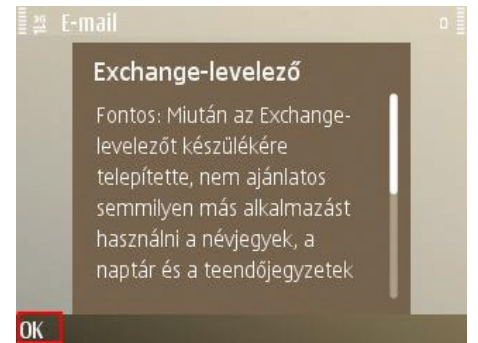 3G E-mail
Exchange-levelező
Fontos: Miután az Exchange-
levelezőt készülékére
telepítette, nem ajánlatos
semmilyen más alkalmazást
használni a névjegyek, a
naptár és a teendőjegyzetek
OK